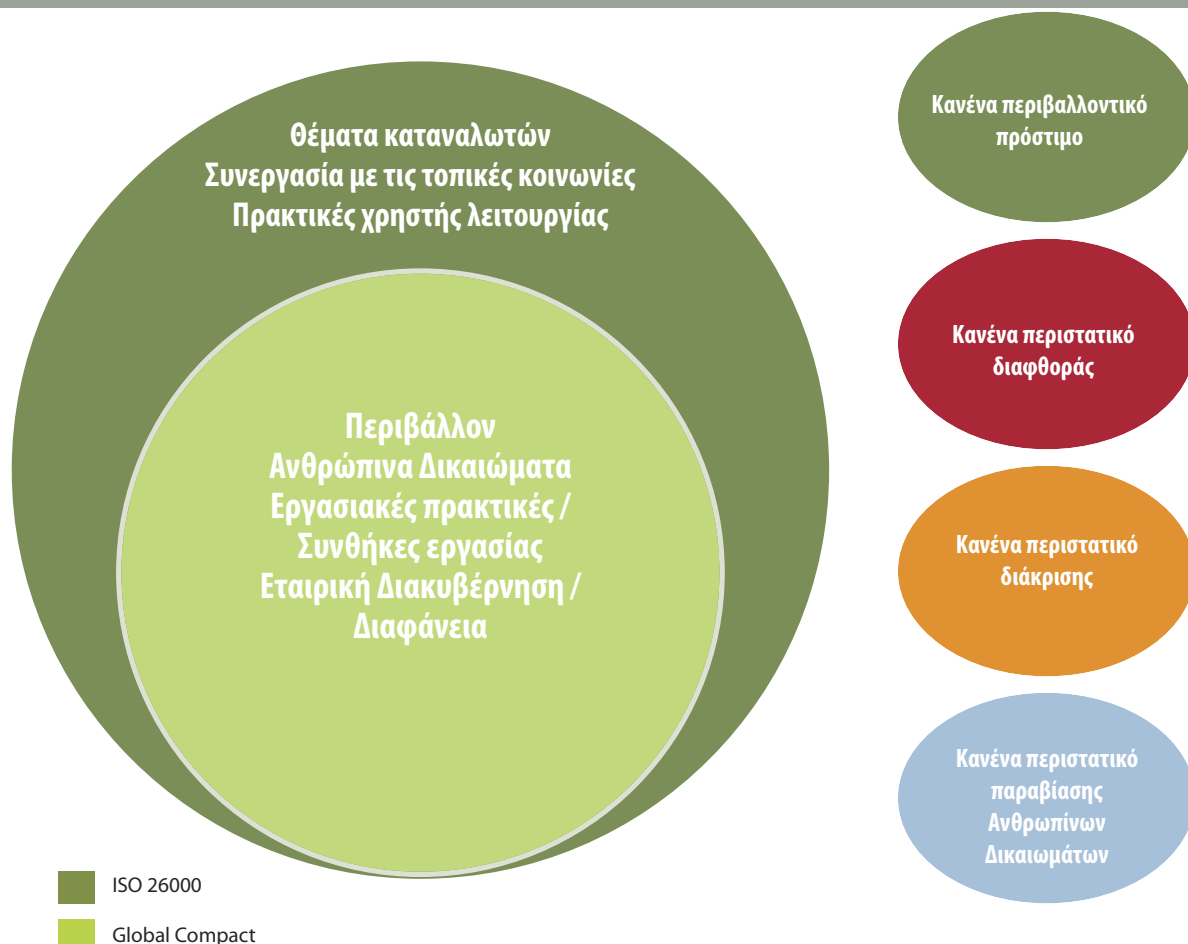 Θέματα καταναλωτών
Συνεργασία με τις τοπικές κοινωνίες
Πρακτικές χρηστής λειτουργίας
Περιβάλλον
Ανθρώπινα Δικαιώματα
Εργασιακές πρακτικές /
Συνθήκες εργασίας
Εταιρική Διακυβέρνηση /
Διαφάνεια
ISO 26000
Global Compact
Κανένα περιβαλλοντικό
πρόστιμο
Κανένα περιστατικό
διαφθοράς
Κανένα περιστατικό
διάκρισης
Κανένα περιστατικό
παραβίασης
Ανθρωπίνων
Δικαιωμάτων